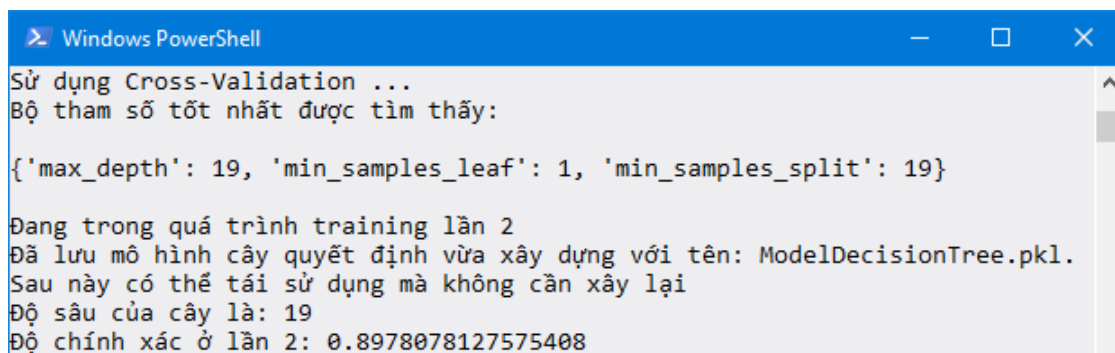 Windows PowerShell
Sử dụng Cross-Validation ...
Bộ tham số tốt nhất được tìm thấy:
{'max_depth': 19, 'min_samples_leaf': 1, 'min_samples_split': 19}
Đang trong quá trình training lần 2
Đã lưu mô hình cây quyết định vừa xây dựng với tên: ModelDecisionTree.pkl.
Sau này có thể tái sử dụng mà không cần xây lại
Độ sâu của cây là: 19
Độ chính xác ở lần 2: 0.8978078127575408